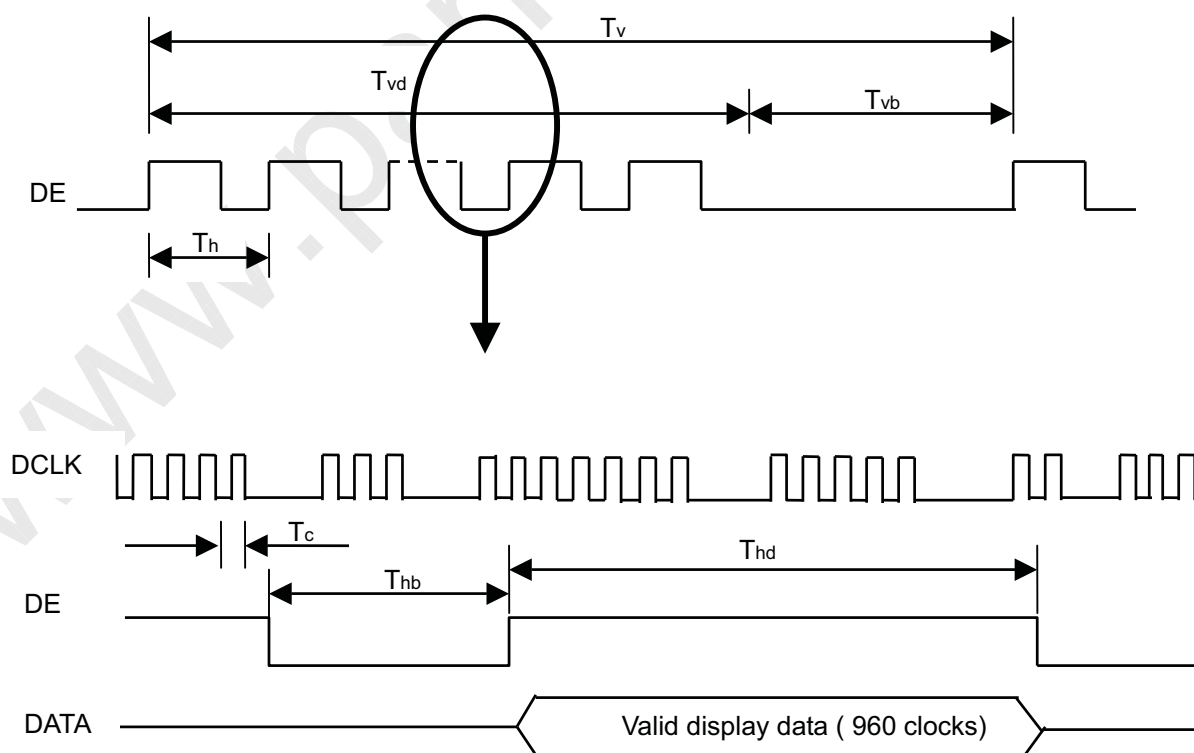 Tv
Tvd
Tvb
DE
Th
DCLK
Tc
Thd
Thb
DE
DATA
Valid display data ( 960 clocks)